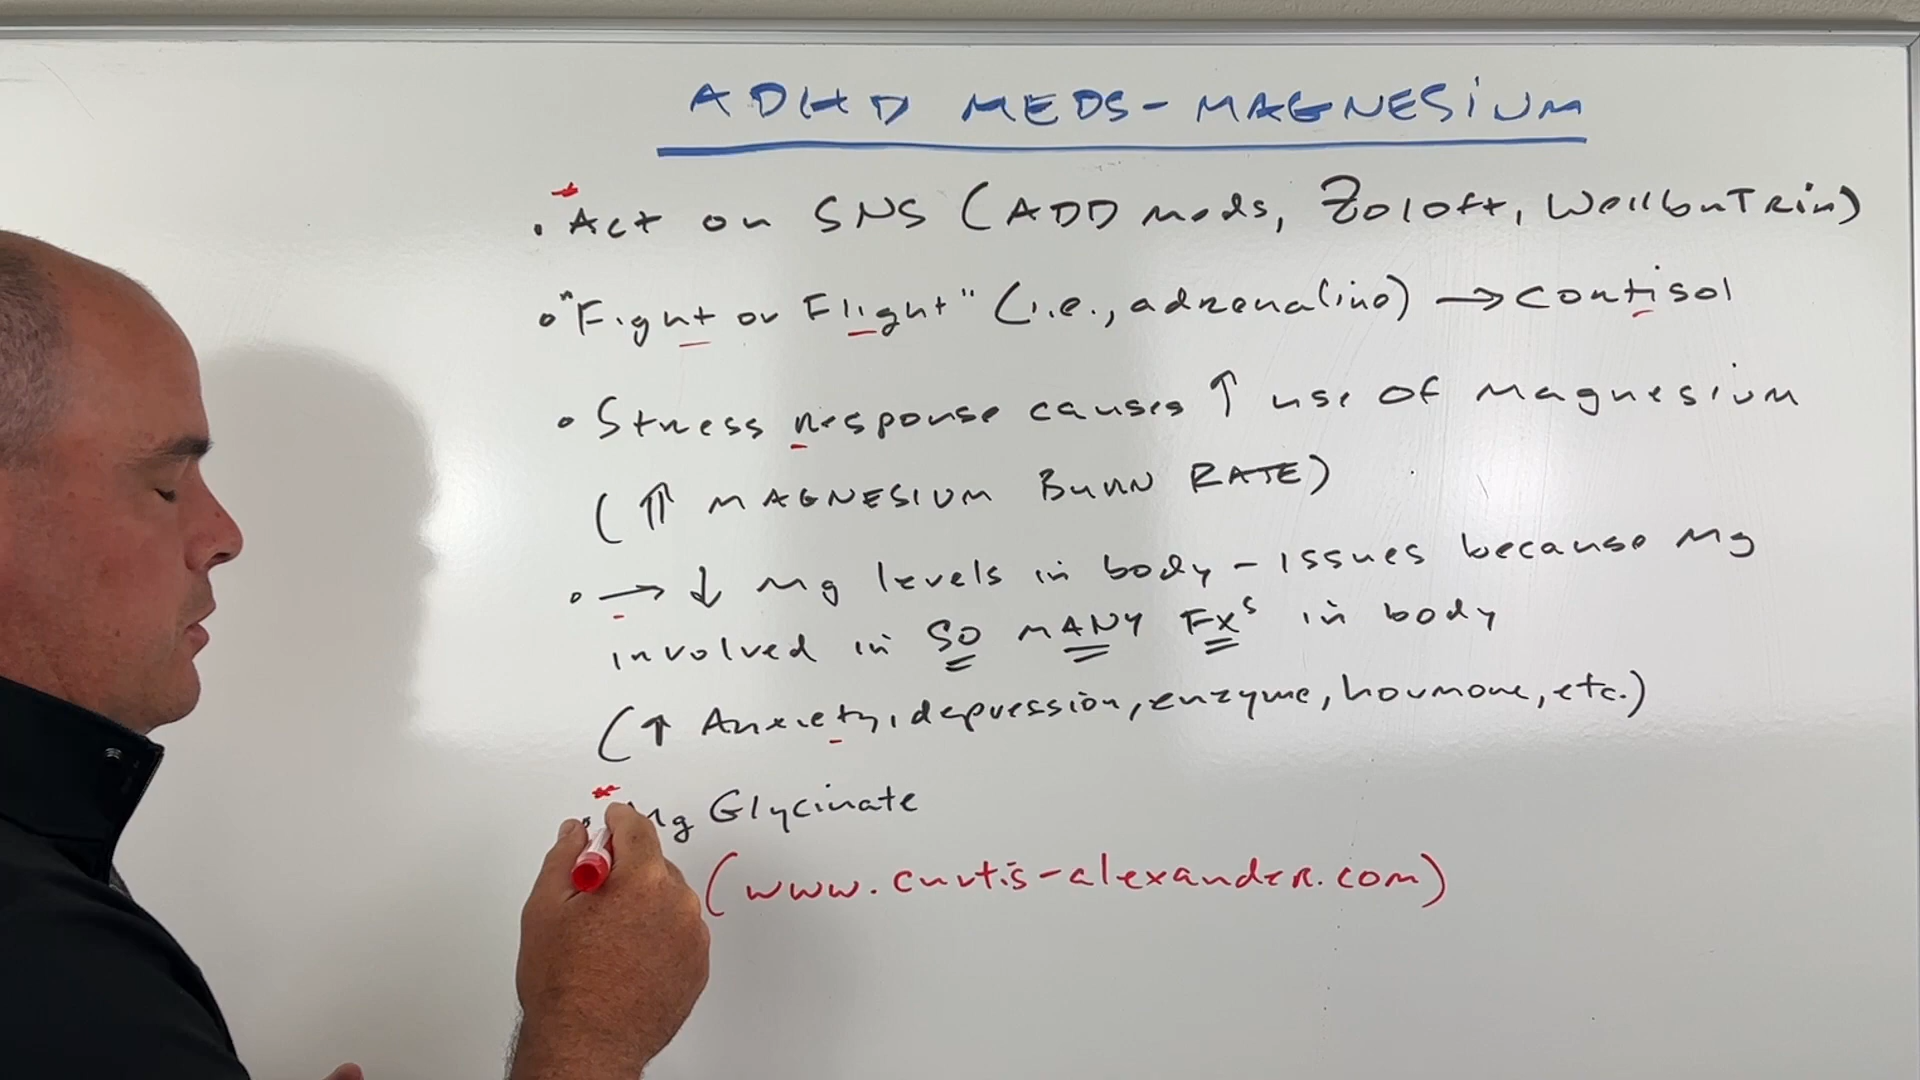 ADHD MEDS - MAGNESIUM
* • Act on SNS (ADD meds, Zoloft, Wellbutrin)
• "Fight or Flight" (i.e., adrenaline) → cortisol
• Stress response causes ↑ use of magnesium
(⇑ MAGNESIUM BURN RATE)
• → ↓ Mg levels in body - issues because Mg
involved in SO MANY Fxs in body
(↑ Anxiety, depression, enzyme, hormone, etc.)
* • Mg Glycinate
(www.curtis-alexander.com)